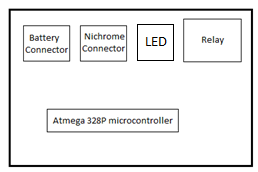 Battery
Connector
Nichrome
Connector
LED
Relay
Atmega 328P microcontroller